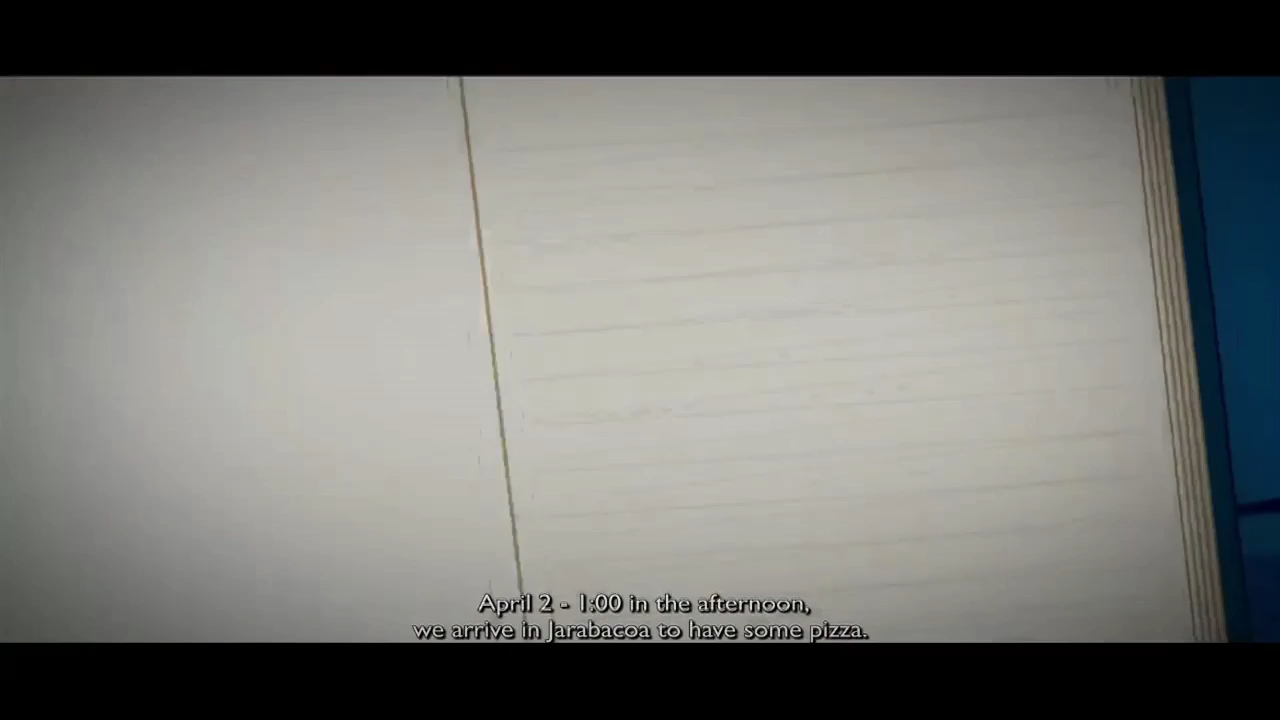 April 2 - 1:00 in the afternoon,
we arrive in Jarabacoa to have some pizza.